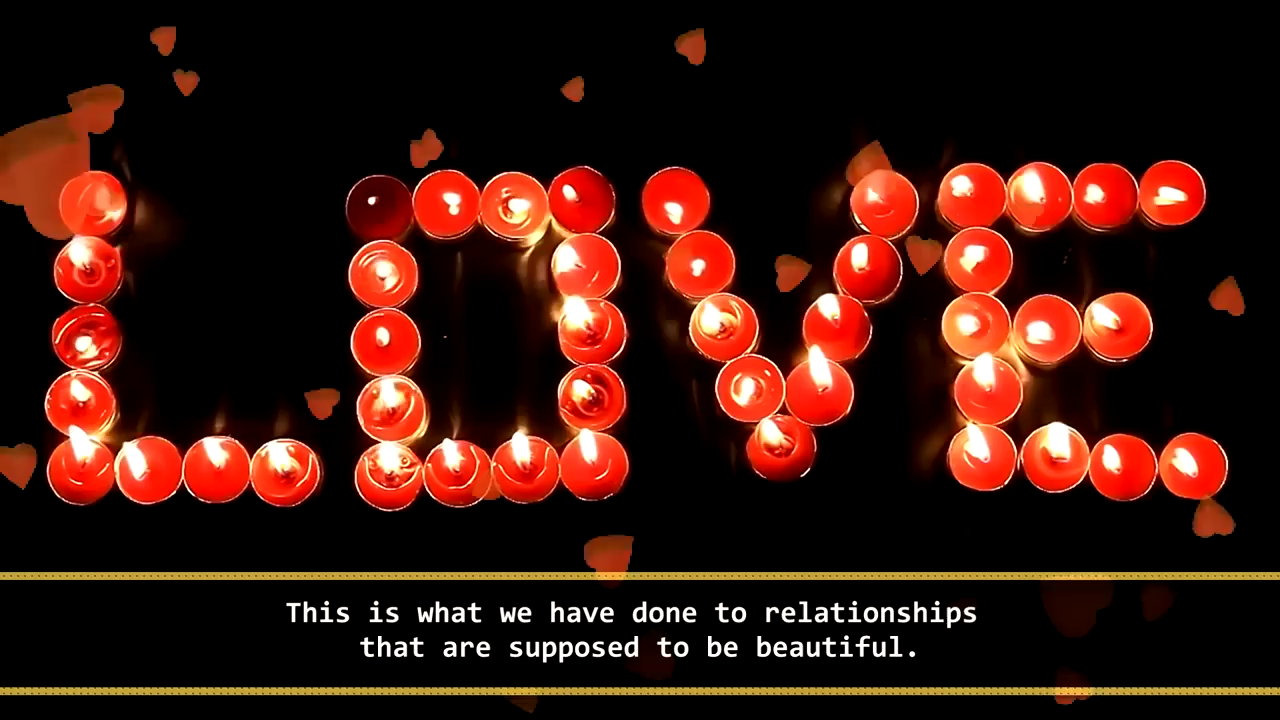 LOVE
This is what we have done to relationships
that are supposed to be beautiful.